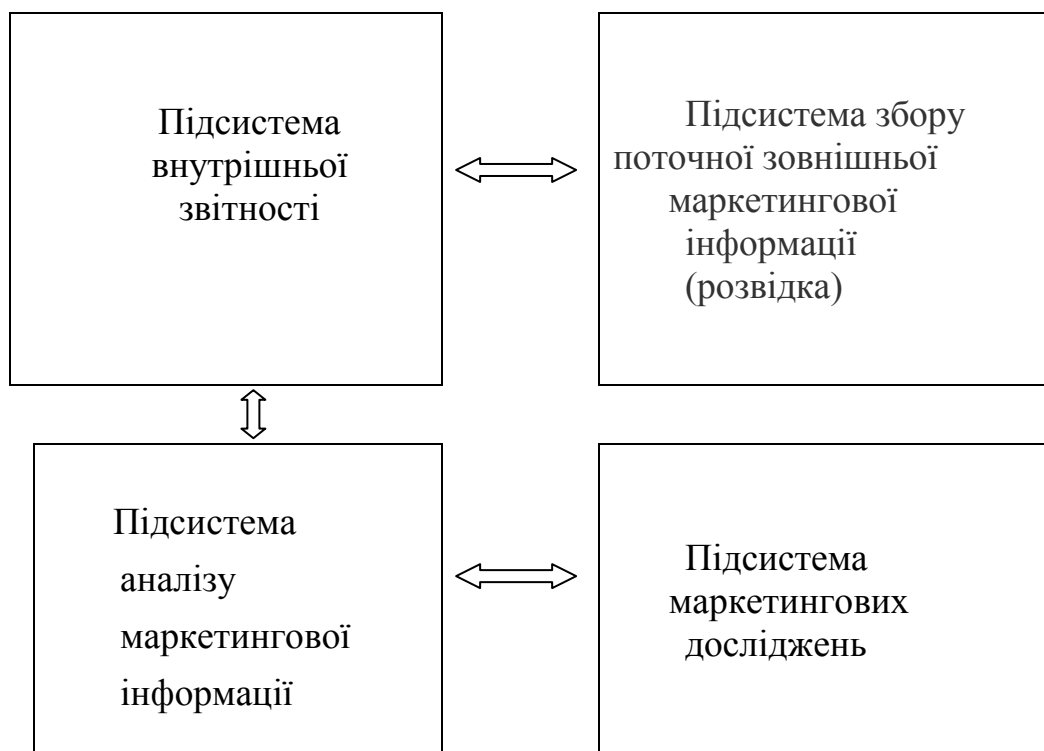 Підсистема
внутрішньої
звітності
Підсистема збору
поточної зовнішньої
маркетингової
інформації
(розвідка)
Підсистема
аналізу
маркетингової
інформації
Підсистема
маркетингових
досліджень